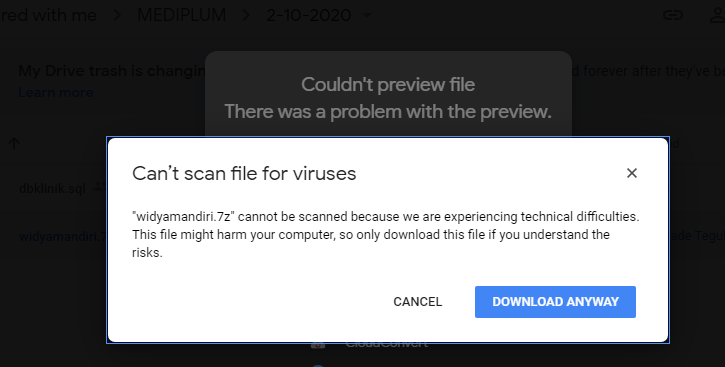 red with me > MEDIPLUM > 2-10-2020
My Drive trash is changin
d forever after they've be
Learn more
Couldn't preview file
There was a problem with the preview.
Can't scan file for viruses
dbklinik.sql
"widyamandiri.7z" cannot be scanned because we are experiencing technical difficulties.
This file might harm your computer, so only download this file if you understand the
risks.
widyamandiri.7
CANCEL
DOWNLOAD ANYWAY
CloudConvert